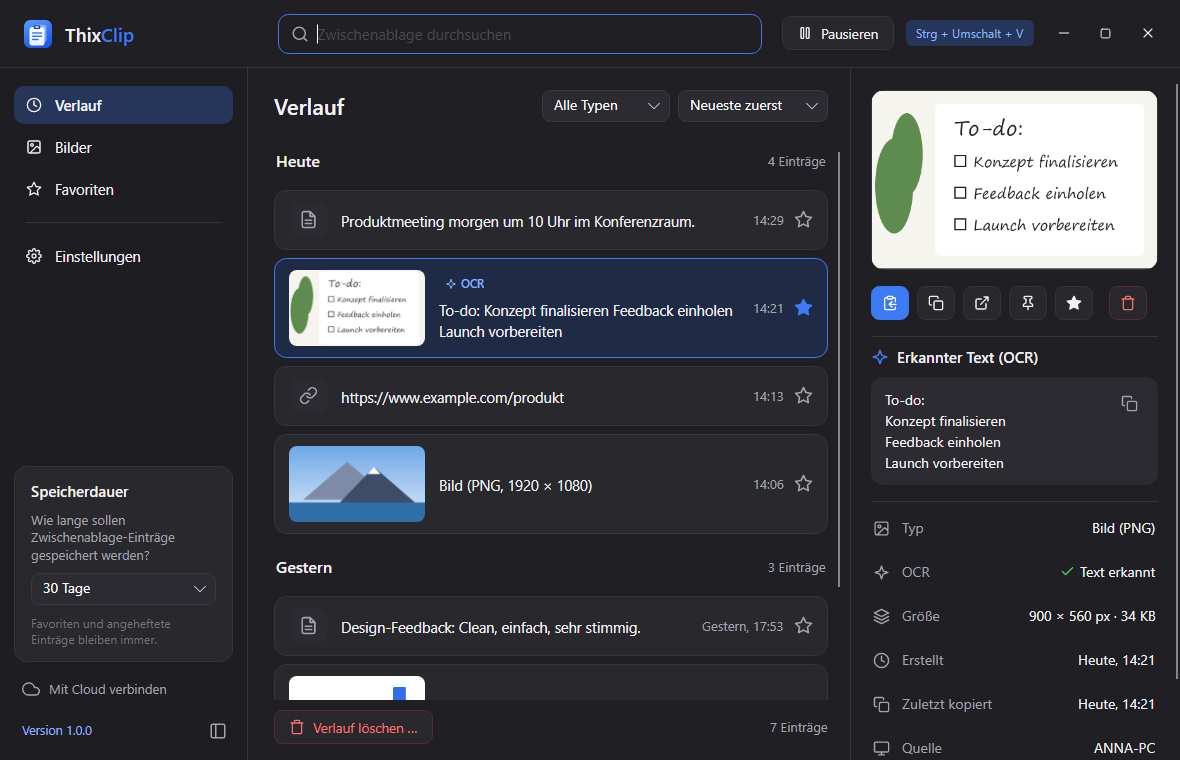 ThixClip
Zwischenablage durchsuchen
Pausieren
Strg + Umschalt + V
Verlauf
Bilder
Favoriten
Einstellungen
Speicherdauer
Wie lange sollen
Zwischenablage-Einträge
gespeichert werden?
30 Tage
Favoriten und angeheftete
Einträge bleiben immer.
Mit Cloud verbinden
Version 1.0.0
Verlauf
Alle Typen
Neueste zuerst
Heute
4 Einträge
Produktmeeting morgen um 10 Uhr im Konferenzraum.
14:29
To-do:
Konzept finalisieren
Feedback einholen
Launch vorbereiten
OCR
To-do: Konzept finalisieren Feedback einholen
Launch vorbereiten
14:21
https://www.example.com/produkt
14:13
Bild (PNG, 1920 × 1080)
14:06
Gestern
3 Einträge
Design-Feedback: Clean, einfach, sehr stimmig.
Gestern, 17:53
Verlauf löschen ...
7 Einträge
To-do:
Konzept finalisieren
Feedback einholen
Launch vorbereiten
Erkannter Text (OCR)
To-do:
Konzept finalisieren
Feedback einholen
Launch vorbereiten
Typ
Bild (PNG)
OCR
Text erkannt
Größe
900 × 560 px · 34 KB
Erstellt
Heute, 14:21
Zuletzt kopiert
Heute, 14:21
Quelle
ANNA-PC